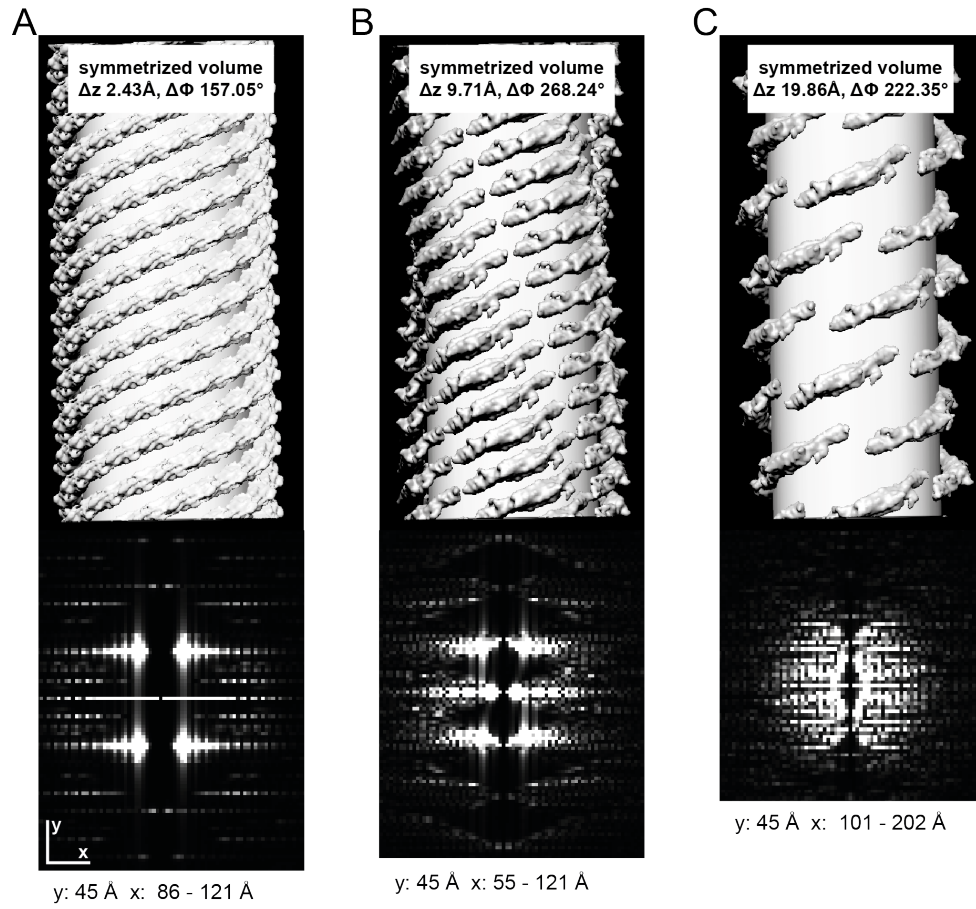 A
B
C
symmetrized volume
Δz 2.43Å, ΔΦ 157.05°
symmetrized volume
Δz 9.71Å, ΔΦ 268.24°
symmetrized volume
Δz 19.86Å, ΔΦ 222.35°
y
x
y: 45 Å x: 86 - 121 Å
y: 45 Å x: 55 - 121 Å
y: 45 Å x: 101 - 202 Å